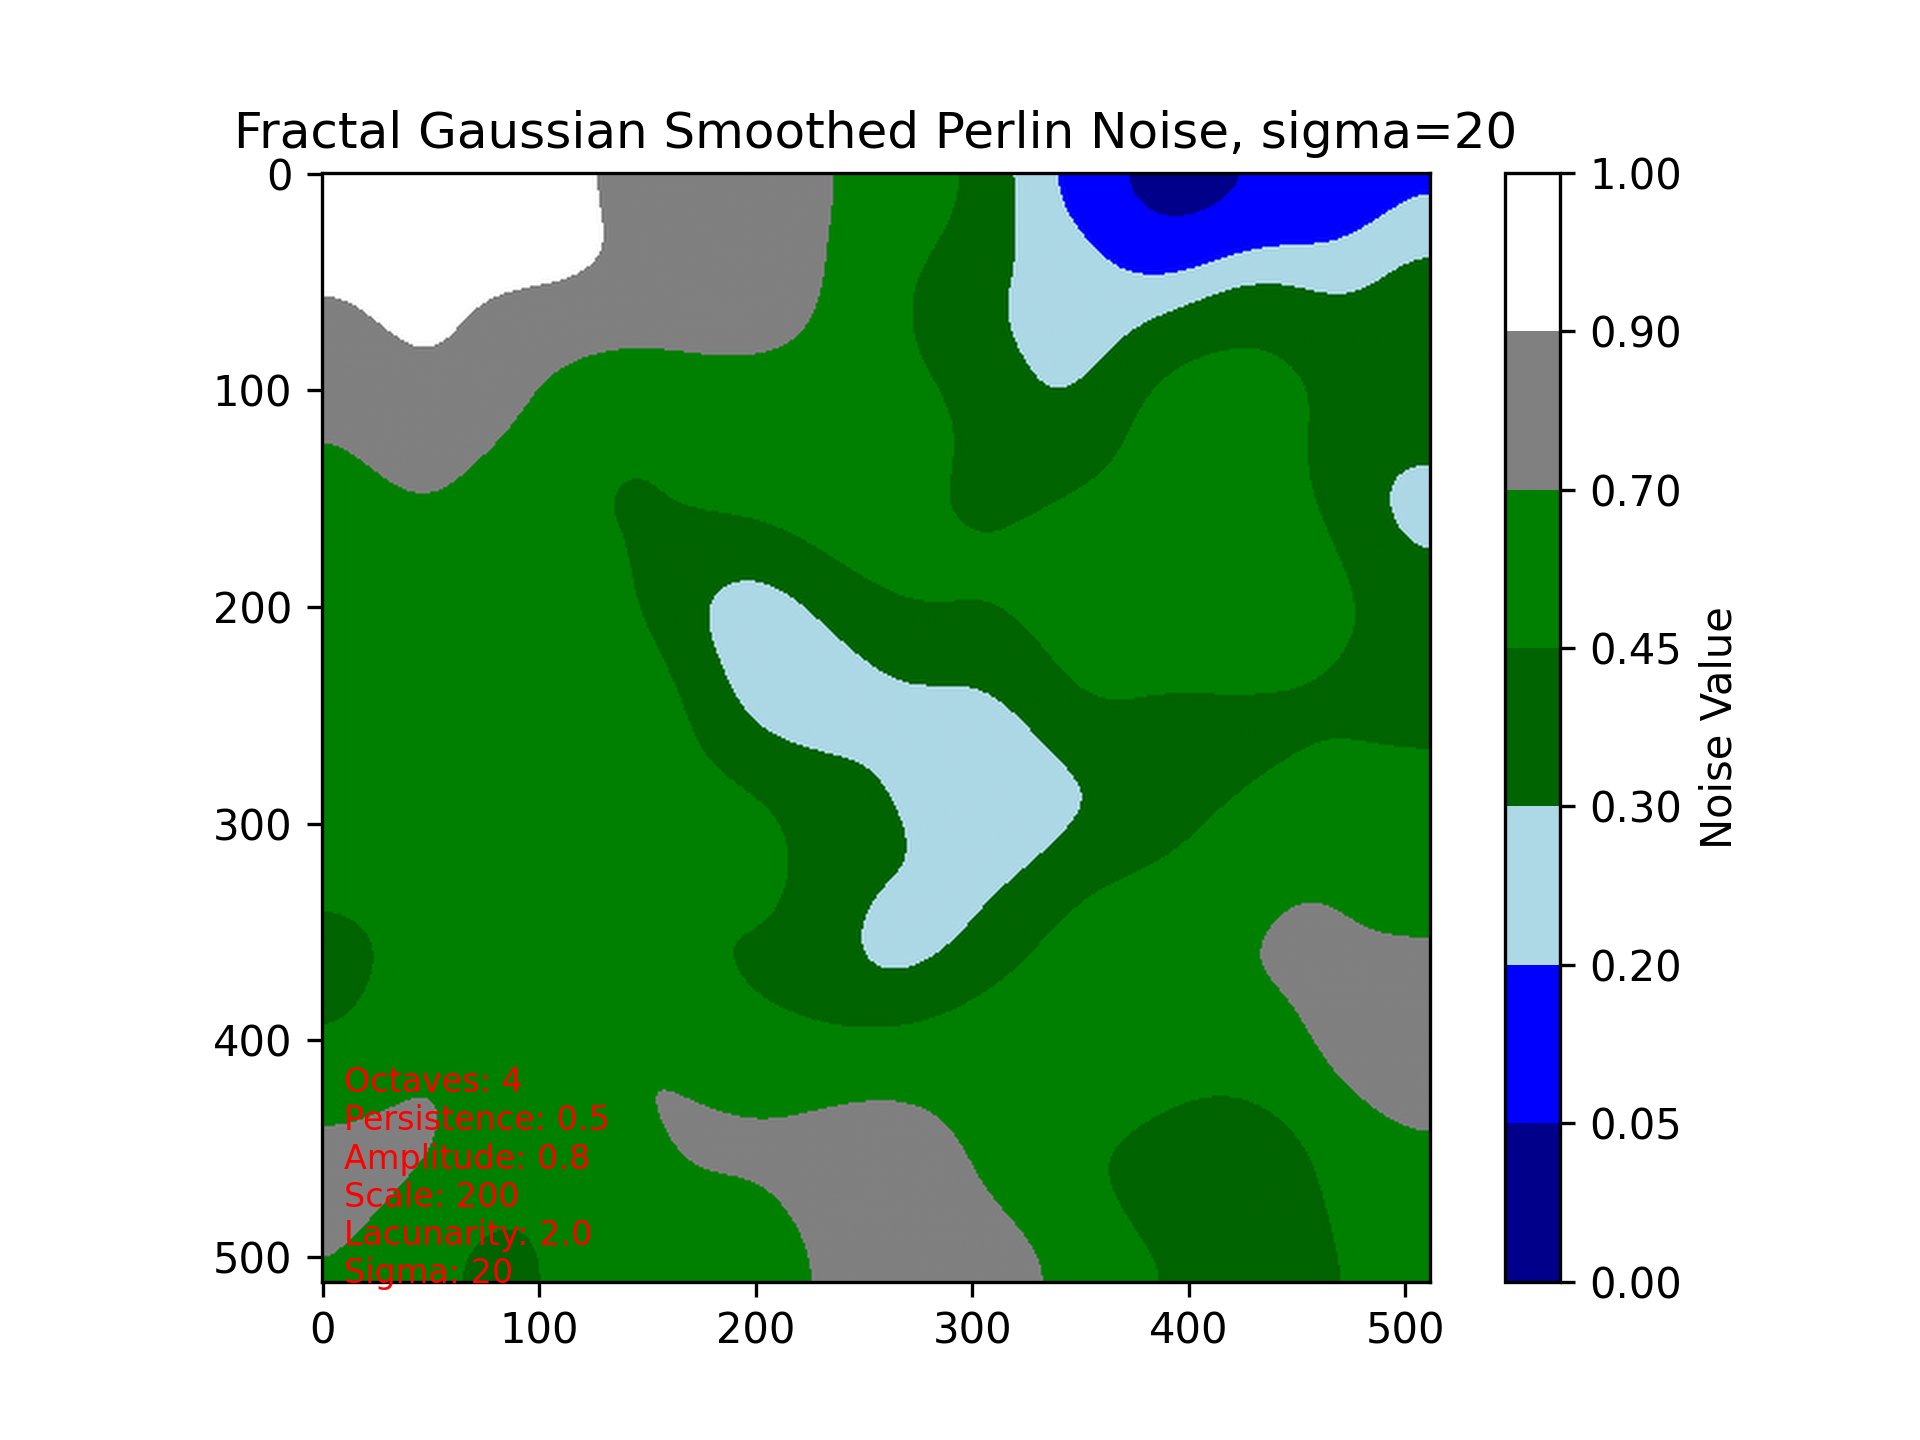 Fractal Gaussian Smoothed Perlin Noise, sigma=20
0
100
200
300
400
500
Octaves: 4
Persistence: 0.5
Amplitude: 0.8
Scale: 200
Lacunarity: 2.0
Sigma: 20
0 100 200 300 400 500
1.00
0.90
0.70
0.45
0.30
0.20
0.05
0.00
Noise Value